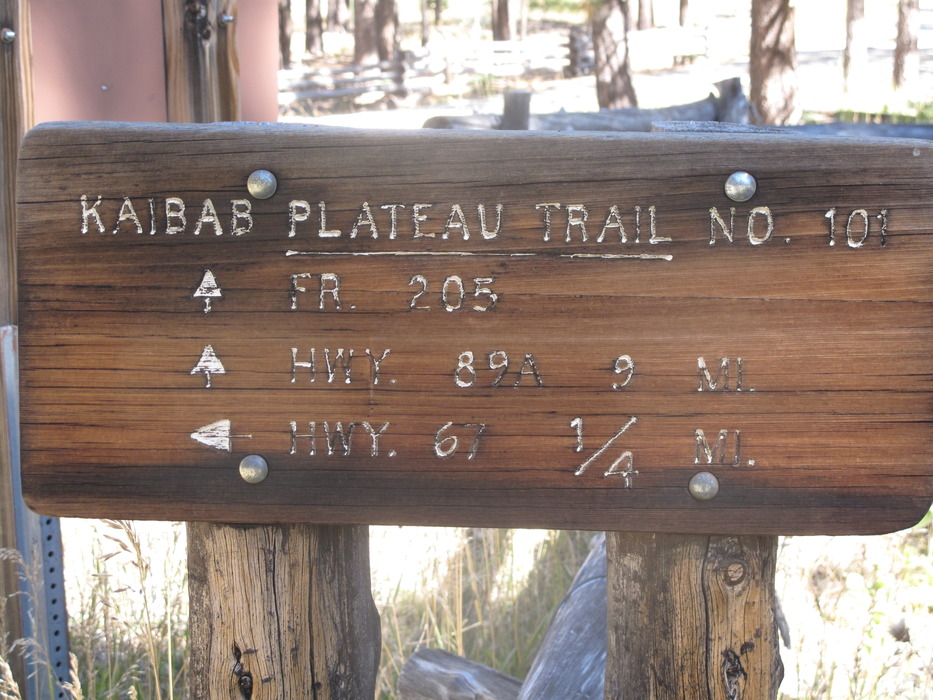 KAIBAB PLATEAU TRAIL NO. 101
FR. 205
HWY. 89A 9 MI.
HWY. 67 1/4 MI.